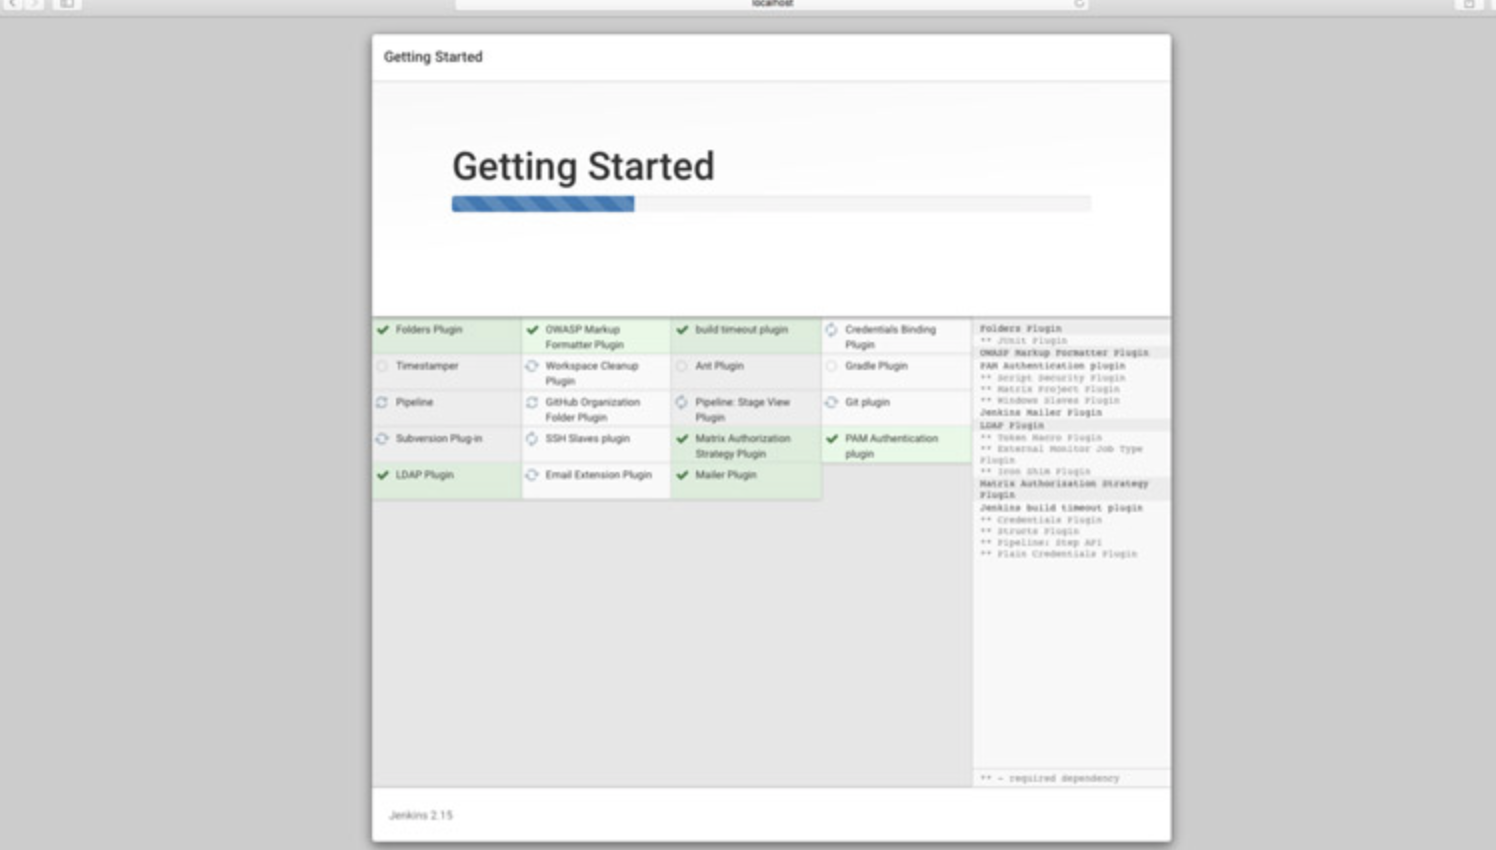 localhost
Getting Started
Getting Started
Folders Plugin
OWASP Markup
Formatter Plugin
build timeout plugin
Credentials Binding
Plugin
Timestamper
Workspace Cleanup
Plugin
Ant Plugin
Gradle Plugin
Pipeline
GitHub Organization
Folder Plugin
Pipeline: Stage View
Plugin
Git plugin
Subversion Plug-in
SSH Slaves plugin
Matrix Authorization
Strategy Plugin
PAM Authentication
plugin
LDAP Plugin
Email Extension Plugin
Mailer Plugin
Folders Plugin
** JUnit Plugin
OWASP Markup Formatter Plugin
PAM Authentication plugin
** Script Security Plugin
** Matrix Project Plugin
** Windows Slaves Plugin
Jenkins Mailer Plugin
LDAP Plugin
** Token Macro Plugin
** External Monitor Job Type
Plugin
** Icon Shim Plugin
Matrix Authorization Strategy
Plugin
Jenkins build timeout plugin
** Credentials Plugin
** Structs Plugin
** Pipeline: Step API
** Plain Credentials Plugin
** - required dependency
Jenkins 2.15